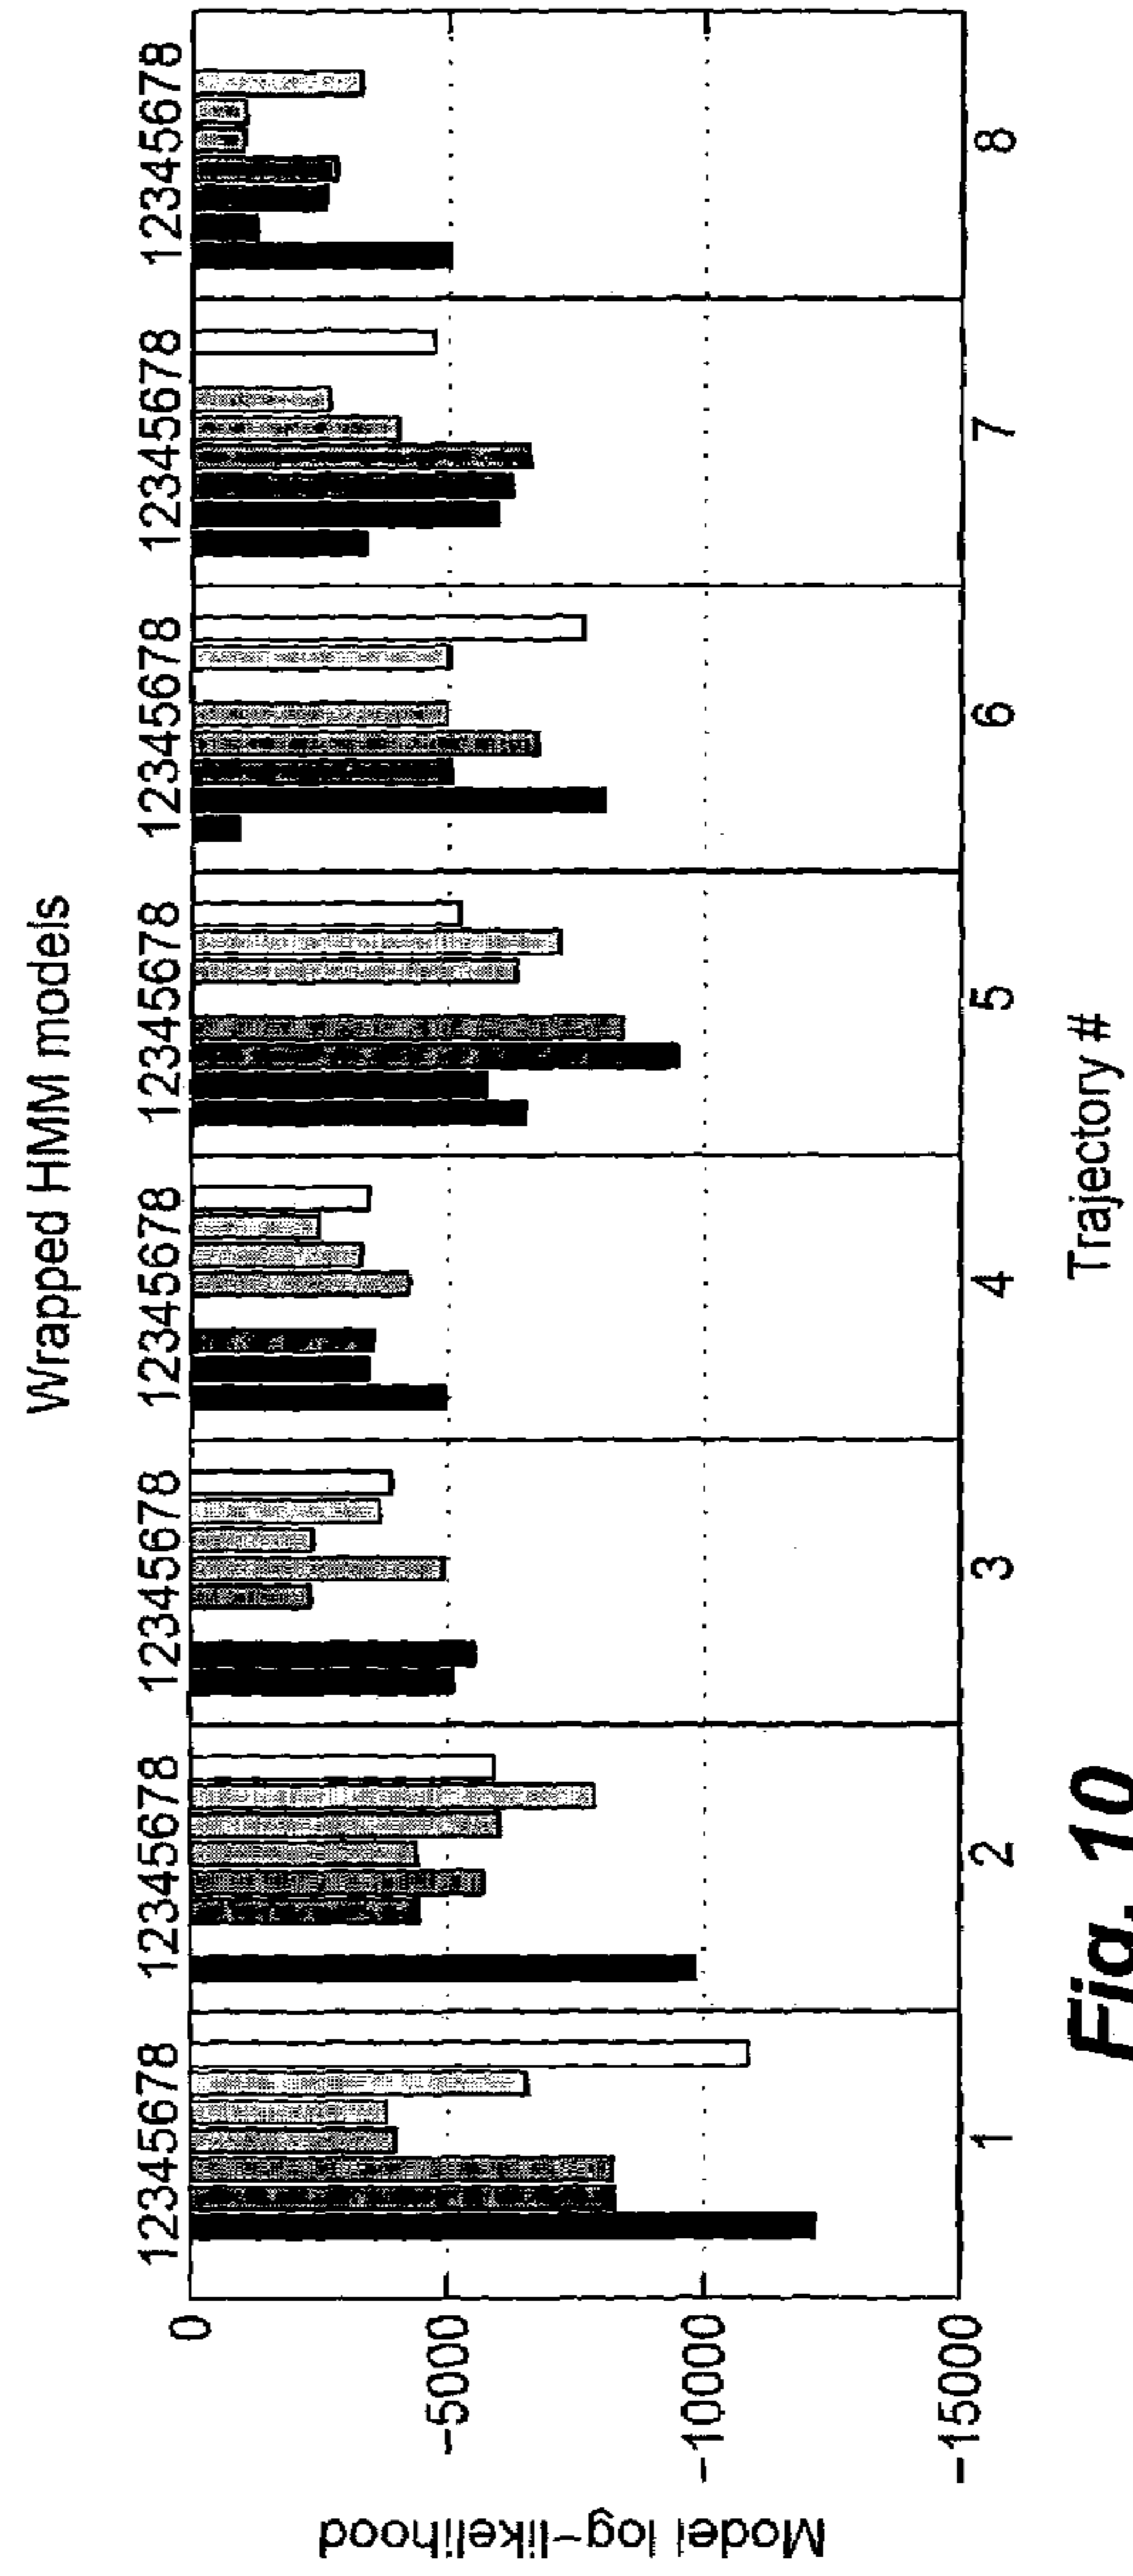 Wrapped HMM models
12345678 12345678 12345678 12345678 12345678 12345678 12345678 12345678
0
-5000
-10000
-15000
Model log-likelihood
1 2 3 4 5 6 7 8
Trajectory #
Fig. 10